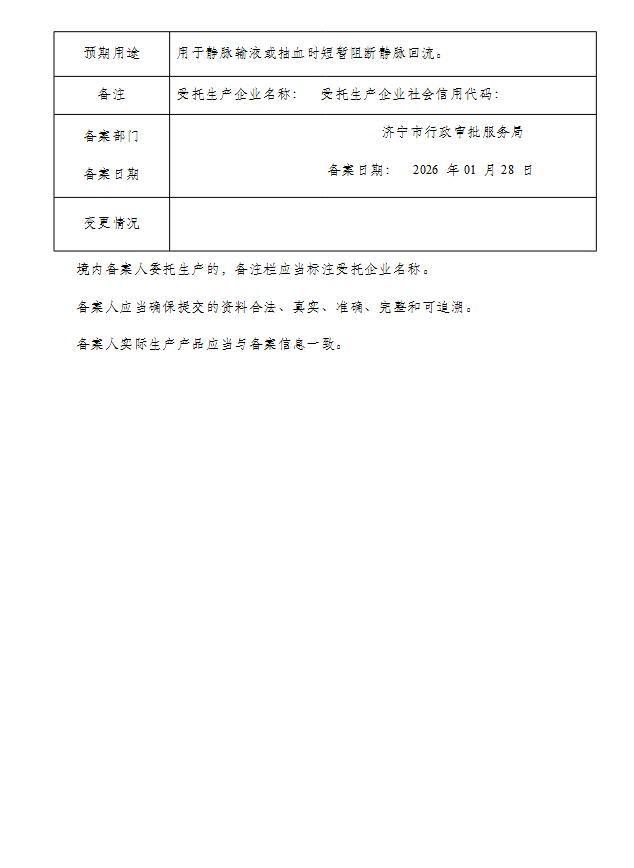 预期用途 用于静脉输液或抽血时短暂阻断静脉回流。
备注 受托生产企业名称: 受托生产企业社会信用代码:
备案部门 济宁市行政审批服务局
备案日期 备案日期: 2026 年 01 月 28 日
变更情况
境内备案人委托生产的，备注栏应当标注受托企业名称。
备案人应当确保提交的资料合法、真实、准确、完整和可追溯。
备案人实际生产产品应当与备案信息一致。